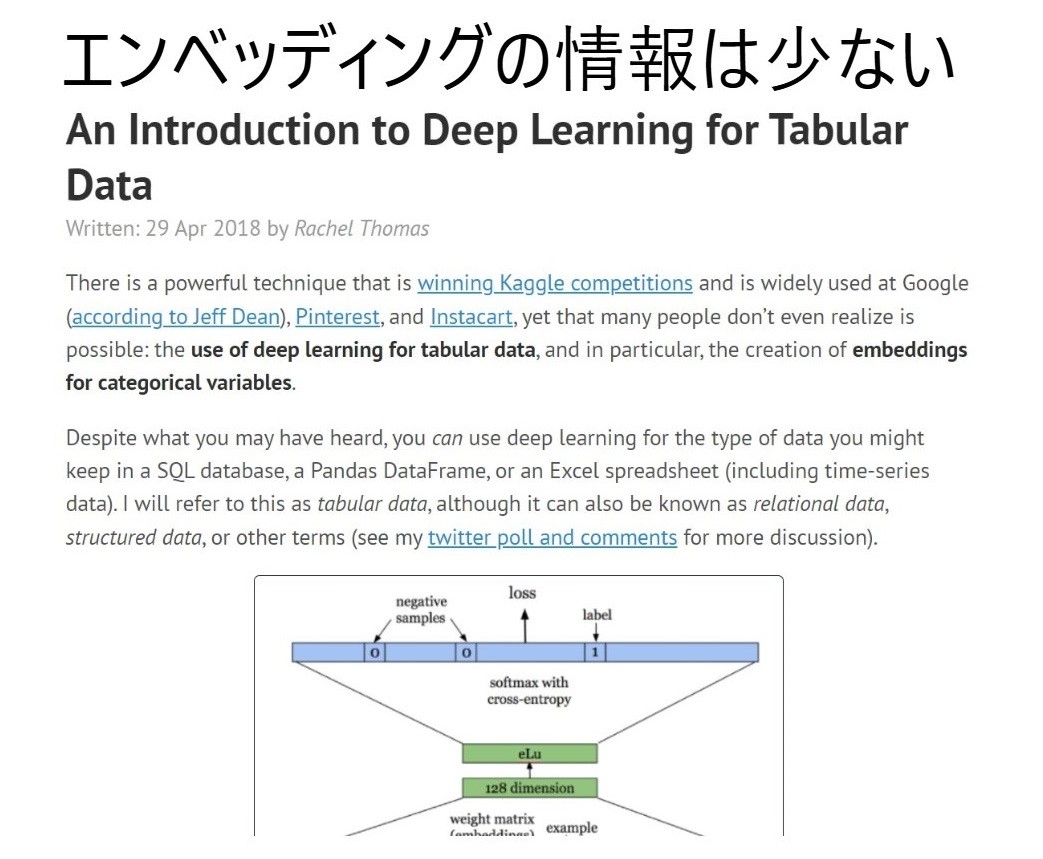 エンベッディングの情報は少ない
An Introduction to Deep Learning for Tabular
Data
Written: 29 Apr 2018 by Rachel Thomas
There is a powerful technique that is winning Kaggle competitions and is widely used at Google
(according to Jeff Dean), Pinterest, and Instacart, yet that many people don’t even realize is
possible: the use of deep learning for tabular data, and in particular, the creation of embeddings
for categorical variables.
Despite what you may have heard, you can use deep learning for the type of data you might
keep in a SQL database, a Pandas DataFrame, or an Excel spreadsheet (including time-series
data). I will refer to this as tabular data, although it can also be known as relational data,
structured data, or other terms (see my twitter poll and comments for more discussion).
loss
negative
samples
label
0 0 1
softmax with
cross-entropy
eLu
128 dimension
weight matrix
(embeddings)
example